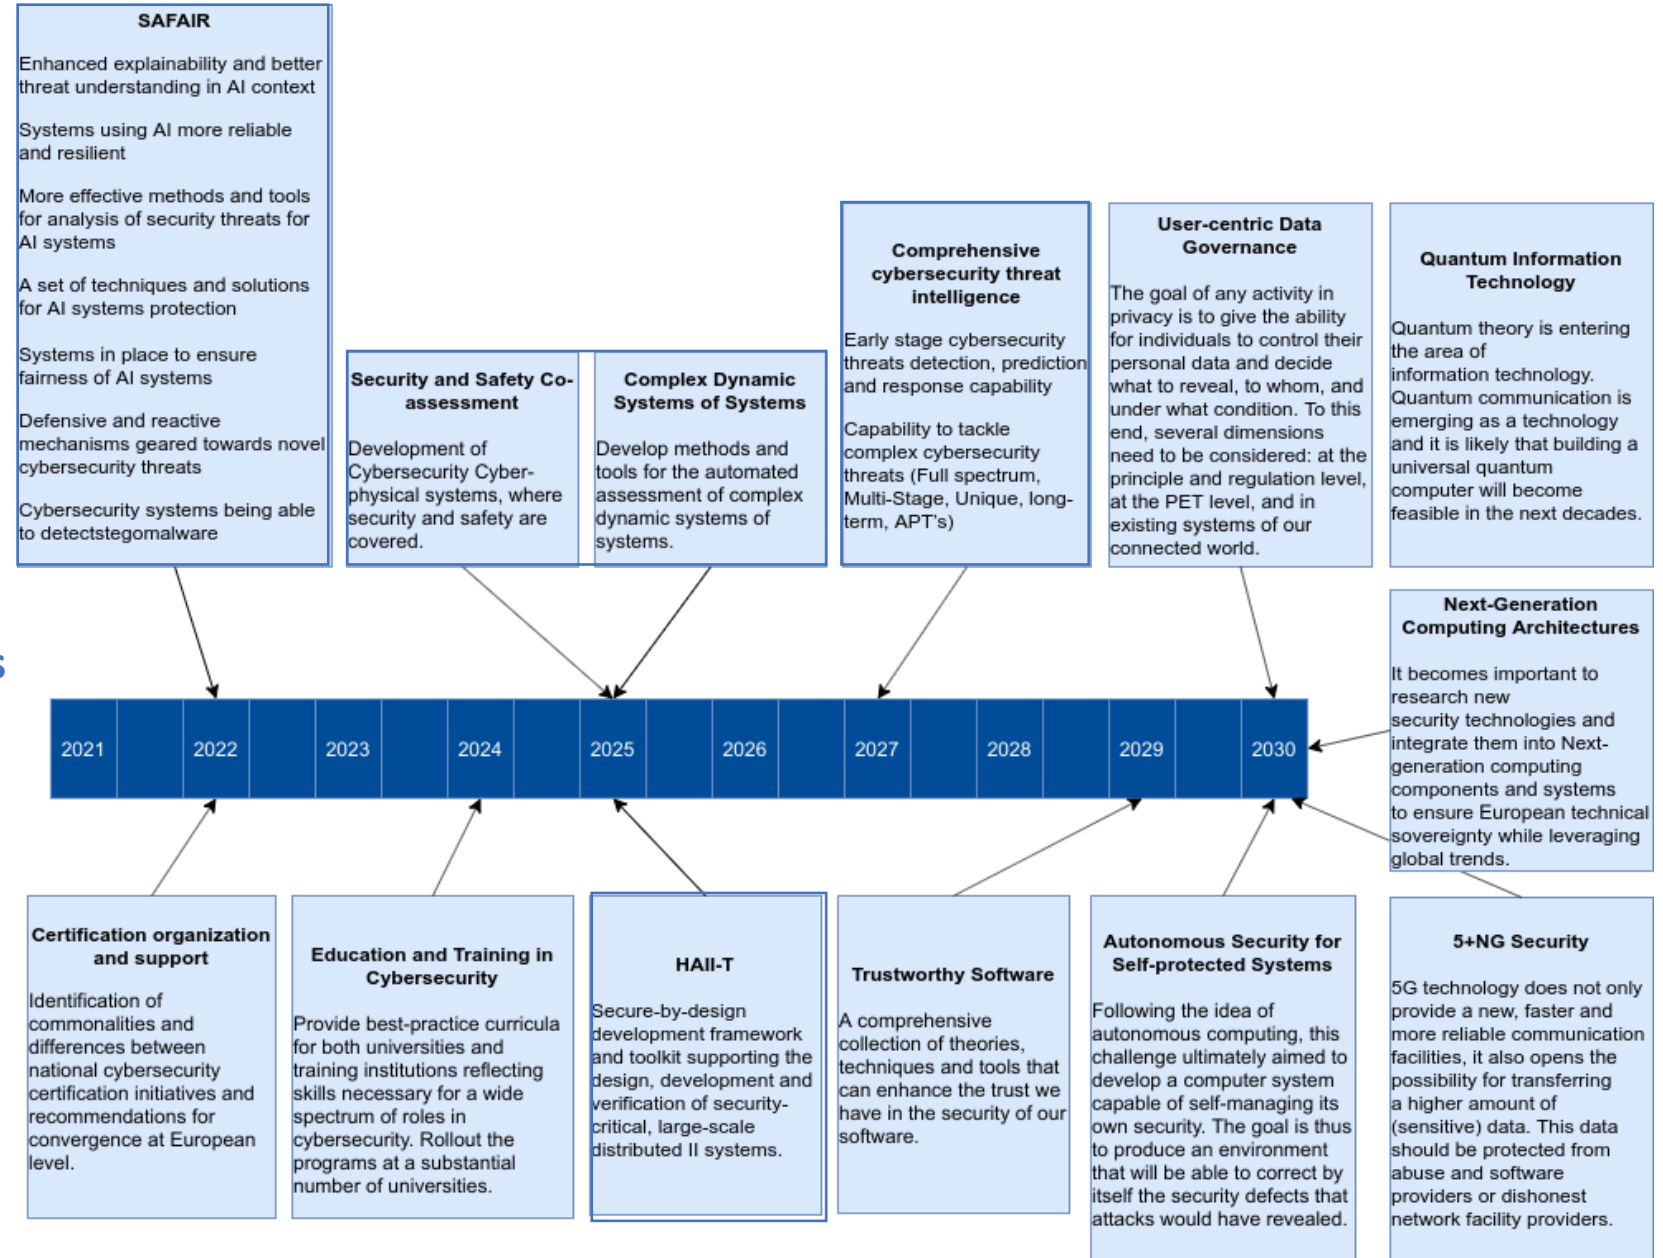 SAFAIR
Enhanced explainability and better
threat understanding in AI context
Systems using AI more reliable
and resilient
More effective methods and tools
for analysis of security threats for
AI systems
A set of techniques and solutions
for AI systems protection
Systems in place to ensure
fairness of AI systems
Defensive and reactive
mechanisms geared towards novel
cybersecurity threats
Cybersecurity systems being able
to detectstegomalware
Security and Safety Co-
assessment
Development of
Cybersecurity Cyber-
physical systems, where
security and safety are
covered.
Complex Dynamic
Systems of Systems
Develop methods and
tools for the automated
assessment of complex
dynamic systems of
systems.
Comprehensive
cybersecurity threat
intelligence
Early stage cybersecurity
threats detection, prediction
and response capability
Capability to tackle
complex cybersecurity
threats (Full spectrum,
Multi-Stage, Unique, long-
term, APT's)
User-centric Data
Governance
The goal of any activity in
privacy is to give the ability
for individuals to control their
personal data and decide
what to reveal, to whom, and
under what condition. To this
end, several dimensions
need to be considered: at the
principle and regulation level,
at the PET level, and in
existing systems of our
connected world.
Quantum Information
Technology
Quantum theory is entering
the area of
information technology.
Quantum communication is
emerging as a technology
and it is likely that building a
universal quantum
computer will become
feasible in the next decades.
Next-Generation
Computing Architectures
It becomes important to
research new
security technologies and
integrate them into Next-
generation computing
components and systems
to ensure European technical
sovereignty while leveraging
global trends.
s
2021 2022 2023 2024 2025 2026 2027 2028 2029 2030
Certification organization
and support
Identification of
commonalities and
differences between
national cybersecurity
certification initiatives and
recommendations for
convergence at European
level.
Education and Training in
Cybersecurity
Provide best-practice curricula
for both universities and
training institutions reflecting
skills necessary for a wide
spectrum of roles in
cybersecurity. Rollout the
programs at a substantial
number of universities.
HAII-T
Secure-by-design
development framework
and toolkit supporting the
design, development and
verification of security-
critical, large-scale
distributed II systems.
Trustworthy Software
A comprehensive
collection of theories,
techniques and tools that
can enhance the trust we
have in the security of our
software.
Autonomous Security for
Self-protected Systems
Following the idea of
autonomous computing, this
challenge ultimately aimed to
develop a computer system
capable of self-managing its
own security. The goal is thus
to produce an environment
that will be able to correct by
itself the security defects that
attacks would have revealed.
5+NG Security
5G technology does not only
provide a new, faster and
more reliable communication
facilities, it also opens the
possibility for transferring
a higher amount of
(sensitive) data. This data
should be protected from
abuse and software
providers or dishonest
network facility providers.